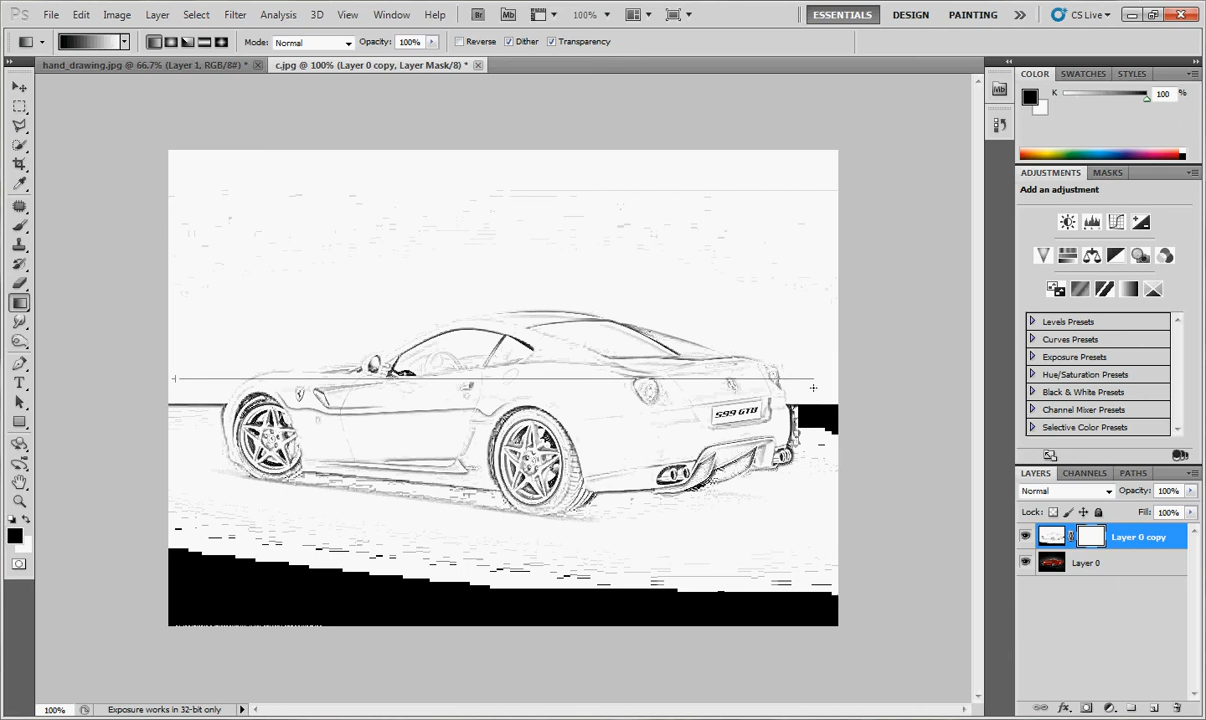 Ps File Edit Image Layer Select Filter Analysis 3D View Window Help Br Mb 100% ESSENTIALS DESIGN PAINTING CS Live
Mode: Normal Opacity: 100% Reverse Dither Transparency
hand_drawing.jpg @ 66.7% (Layer 1, RGB/8#) * c.jpg @ 100% (Layer 0 copy, Layer Mask/8) *
COLOR SWATCHES STYLES
Mb
K 100 %
ADJUSTMENTS MASKS
Add an adjustment
Levels Presets
Curves Presets
Exposure Presets
Hue/Saturation Presets
Black & White Presets
Channel Mixer Presets
Selective Color Presets
599 GTB
LAYERS CHANNELS PATHS
Normal Opacity: 100%
Lock: Fill: 100%
Layer 0 copy
Layer 0
100% Exposure works in 32-bit only
fx
T